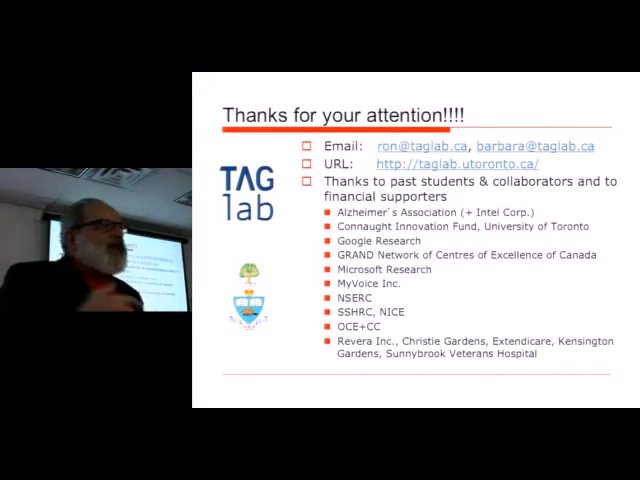 Thanks for your attention!!!!
Email: ron@taglab.ca, barbara@taglab.ca
URL: http://taglab.utoronto.ca/
Thanks to past students & collaborators and to
financial supporters
Alzheimer´s Association (+ Intel Corp.)
Connaught Innovation Fund, University of Toronto
Google Research
GRAND Network of Centres of Excellence of Canada
Microsoft Research
MyVoice Inc.
NSERC
SSHRC, NICE
OCE+CC
Revera Inc., Christie Gardens, Extendicare, Kensington
Gardens, Sunnybrook Veterans Hospital
TAG
lab